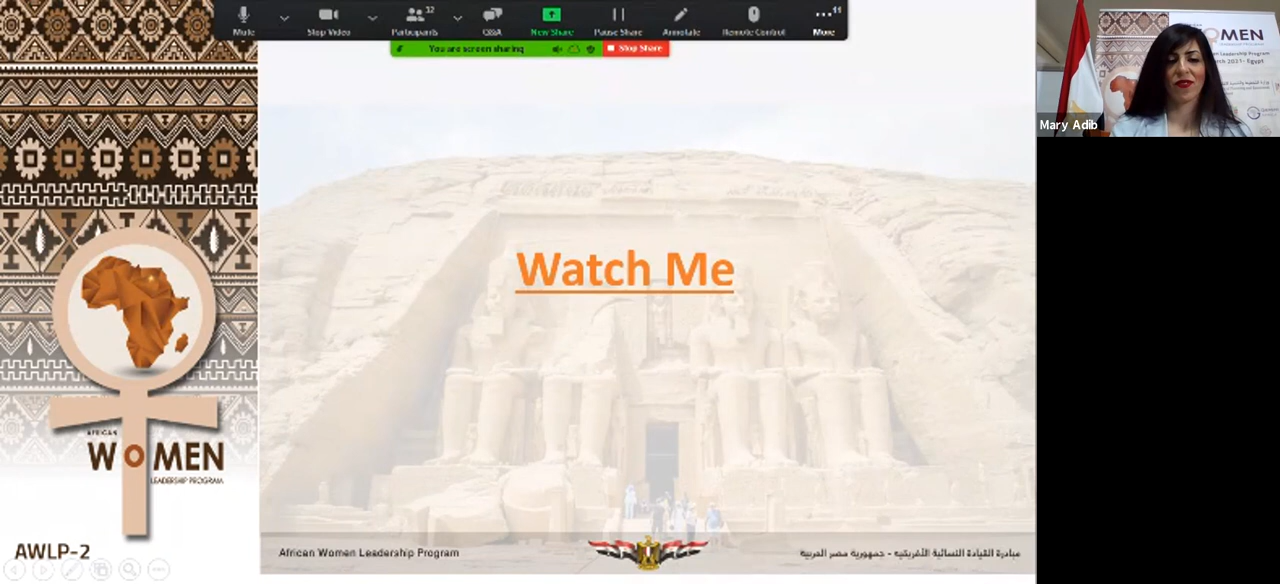 32
11
Mute
Stop Video
Participants
Q&A
New Share
Pause Share
Annotate
Remote Control
More
You are screen sharing
Stop Share
OMEN
Mary Adib
Watch Me
AFRICAN
WOMEN
LEADERSHIP PROGRAM
AWLP-2
African Women Leadership Program
مبادرة القيادة النسائية الأفريقية - جمهورية مصر العربية